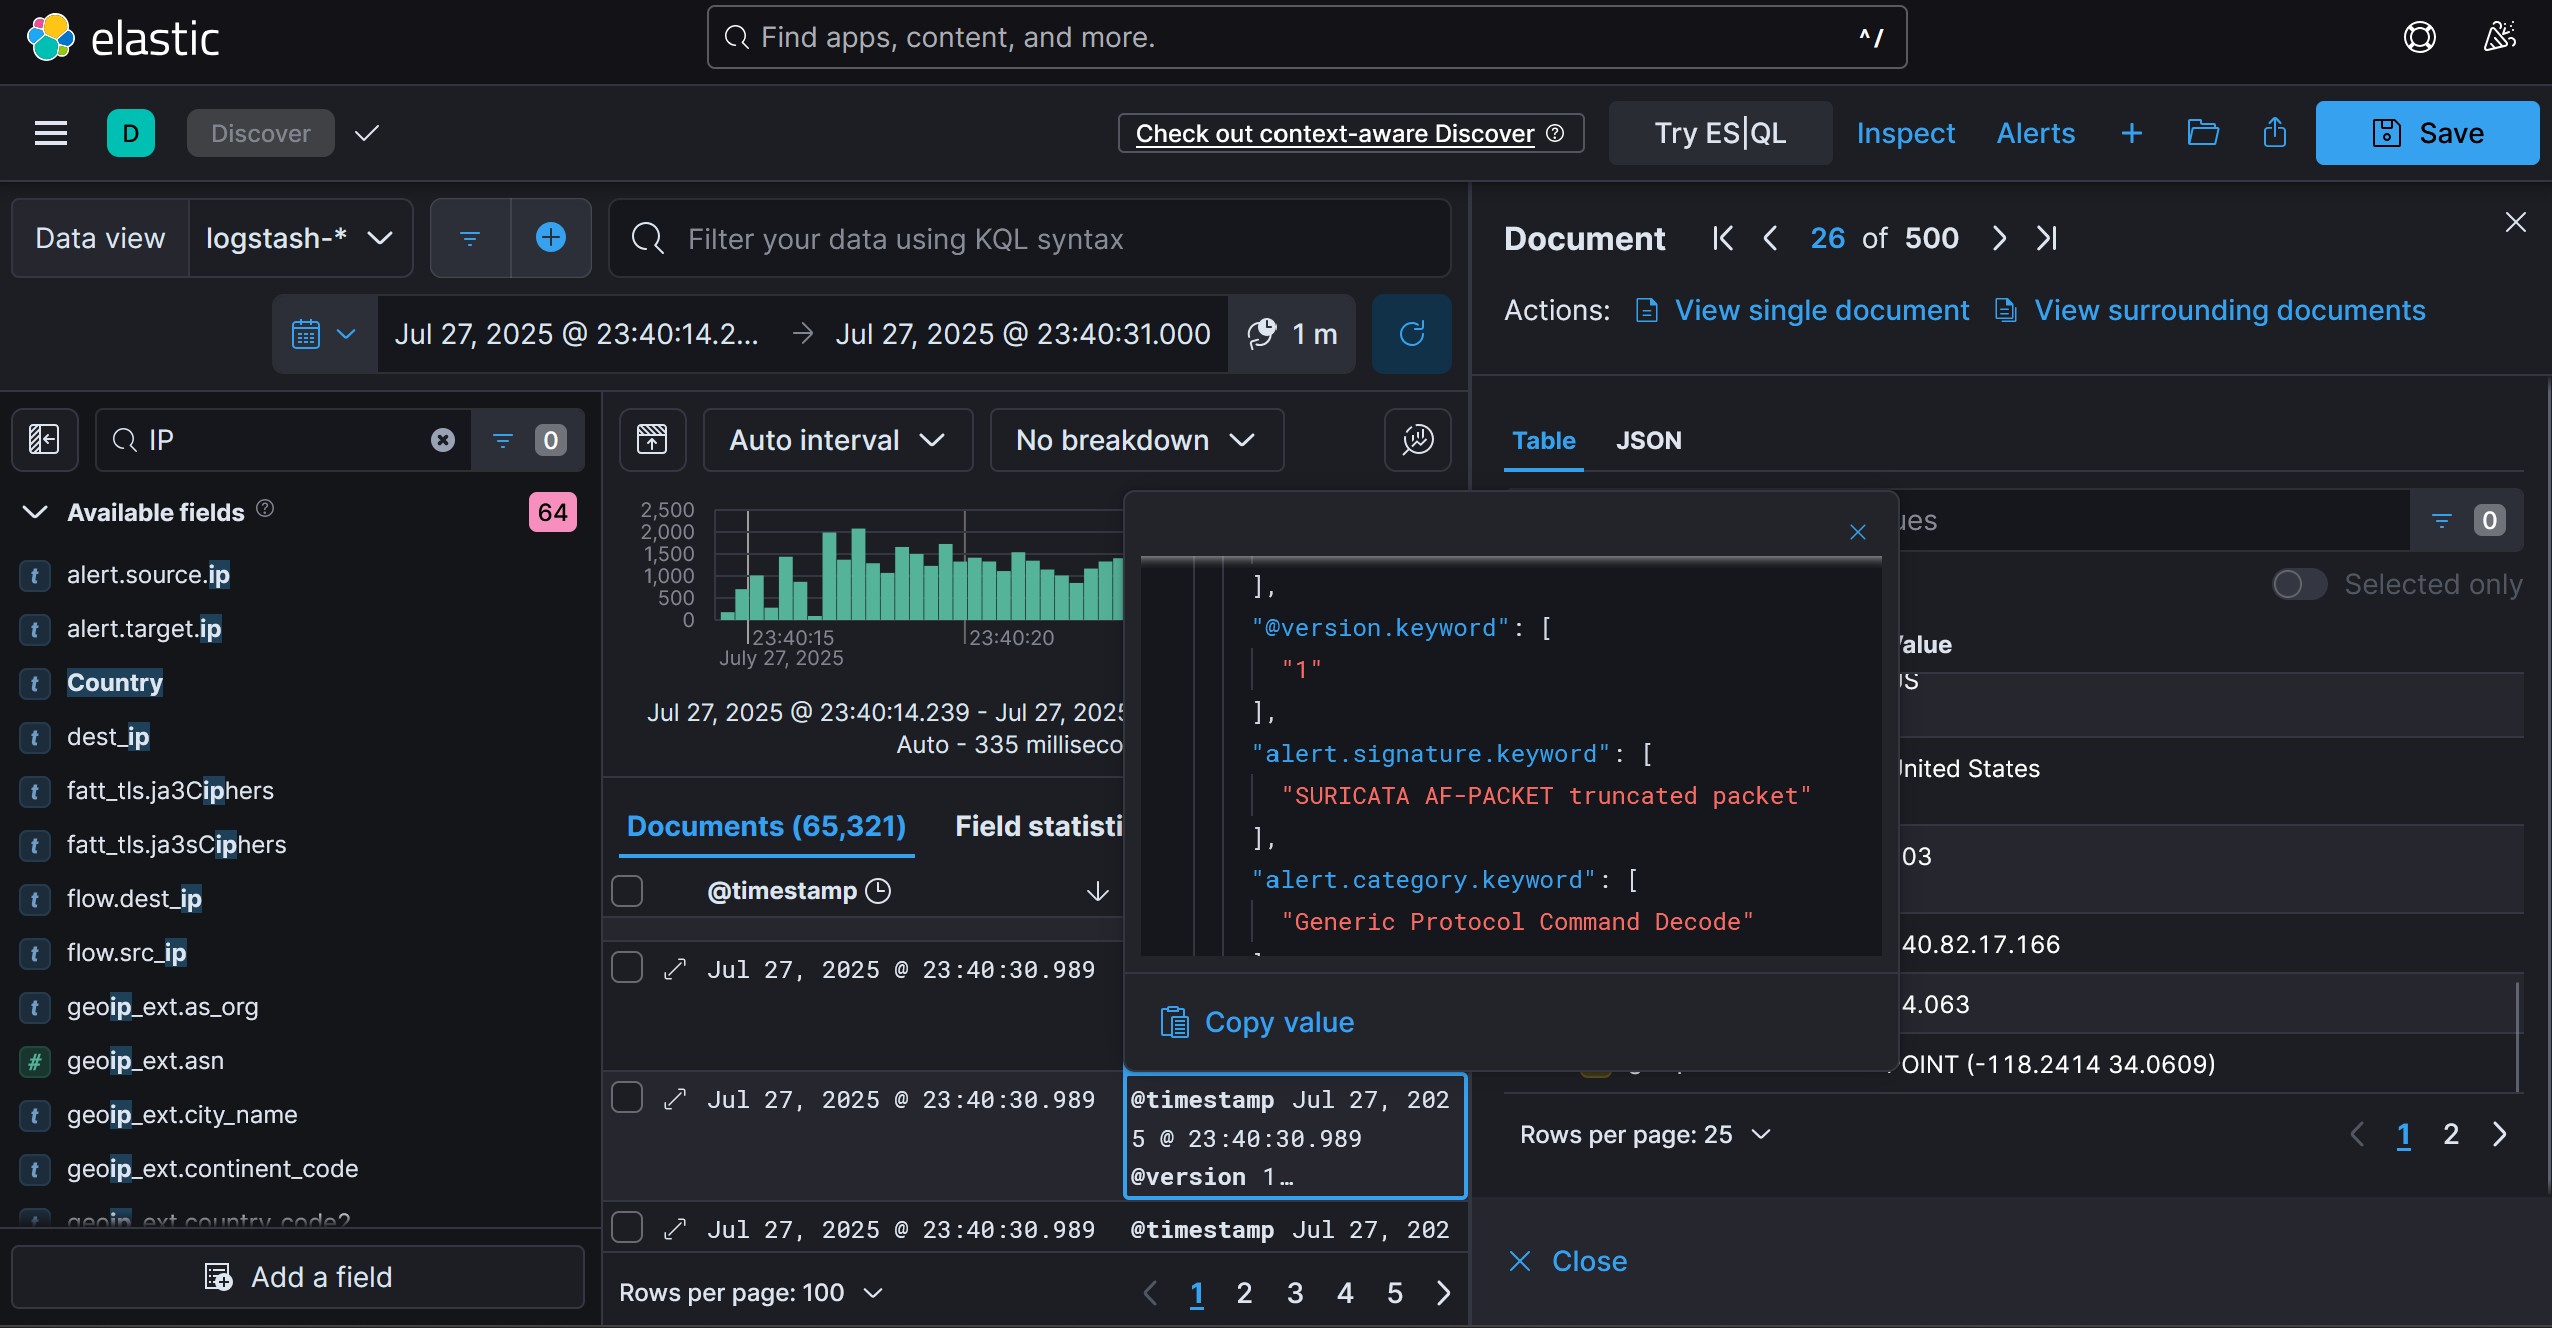 elastic
Find apps, content, and more.
^ /
D
Discover
Check out context-aware Discover
Try ES|QL
Inspect
Alerts
Save
Data view
logstash-*
Filter your data using KQL syntax
Jul 27, 2025 @ 23:40:14.2...
Jul 27, 2025 @ 23:40:31.000
1 m
IP
0
Available fields
64
alert.source.ip
alert.target.ip
Country
dest_ip
fatt_tls.ja3Ciphers
fatt_tls.ja3sCiphers
flow.dest_ip
flow.src_ip
geoip_ext.as_org
geoip_ext.asn
geoip_ext.city_name
geoip_ext.continent_code
geoip_ext.country_code2
Add a field
Auto interval
No breakdown
2,500
2,000
1,500
1,000
500
0
23:40:15
July 27, 2025
23:40:20
Jul 27, 2025 @ 23:40:14.239 - Jul 27, 2025
Auto - 335 milliseco
Documents (65,321)
Field statisti
@timestamp
Jul 27, 2025 @ 23:40:30.989
Jul 27, 2025 @ 23:40:30.989
@timestamp Jul 27, 202
5 @ 23:40:30.989
@version 1…
Jul 27, 2025 @ 23:40:30.989
@timestamp Jul 27, 202
Rows per page: 100
1 2 3 4 5
],
"@version.keyword": [
"1"
],
"alert.signature.keyword": [
"SURICATA AF-PACKET truncated packet"
],
"alert.category.keyword": [
"Generic Protocol Command Decode"
Copy value
Document
26 of 500
Actions:
View single document
View surrounding documents
Table
JSON
ues
0
Selected only
alue
US
United States
03
40.82.17.166
4.063
POINT (-118.2414 34.0609)
Rows per page: 25
1 2
Close